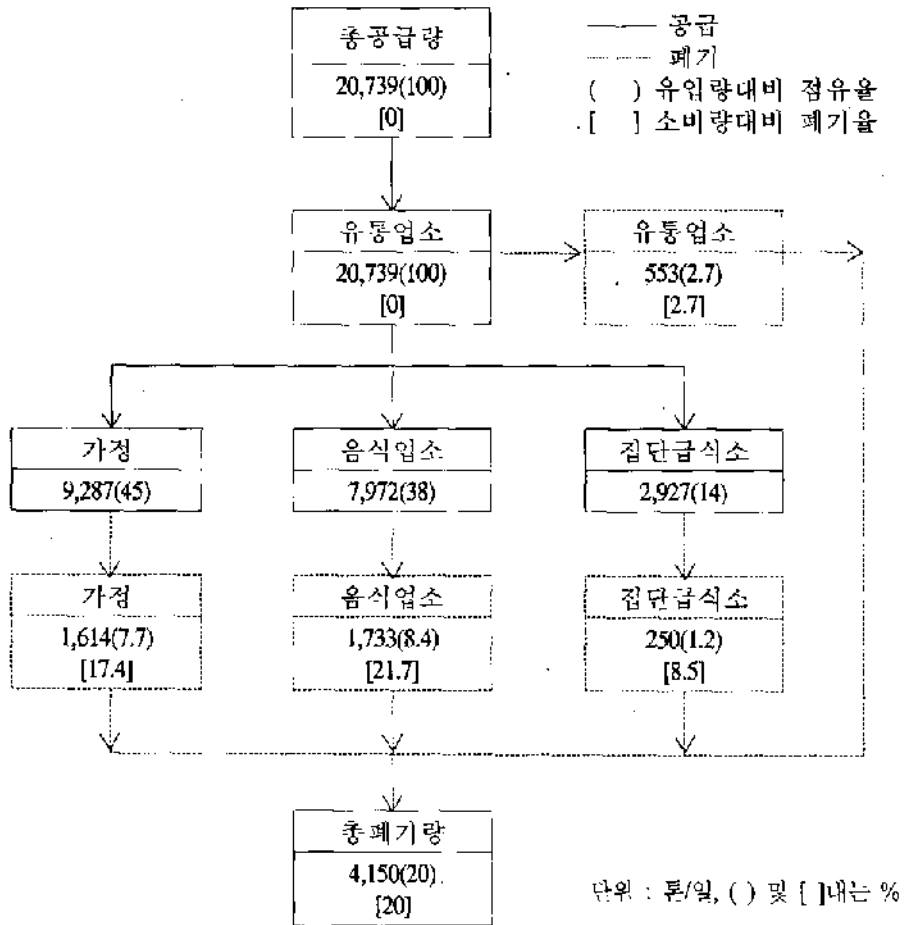 총공급량
20,739(100)
[0]
공급
폐기
( ) 유입량대비 점유율
[ ] 소비량대비 폐기율
유통업소
20,739(100)
[0]
유통업소
553(2.7)
[2.7]
가정
9,287(45)
음식업소
7,972(38)
집단급식소
2,927(14)
가정
1,614(7.7)
[17.4]
음식업소
1,733(8.4)
[21.7]
집단급식소
250(1.2)
[8.5]
총폐기량
4,150(20)
[20]
단위 : 톤/일, ( ) 및 [ ]내는 %